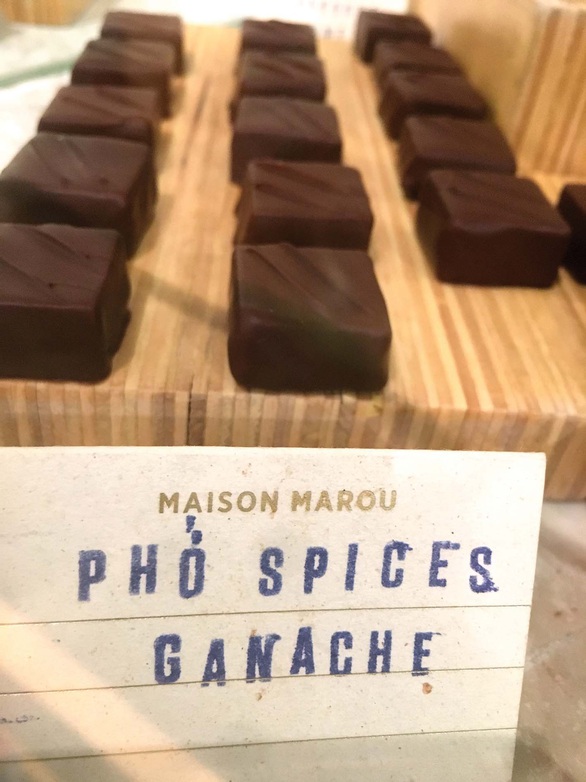 MAISON MAROU
PHỞ SPICES
GANACHE